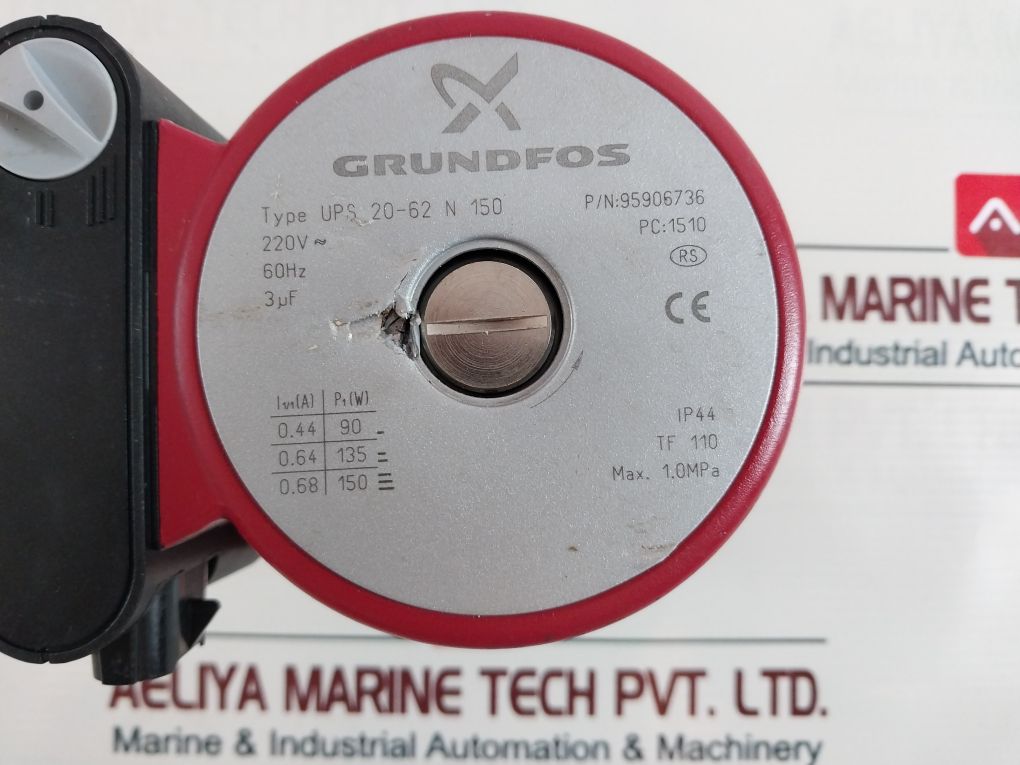 GRUNDFOS
Type UPS 20-62 N 150
220V ≈
60Hz
3µF
P/N:95906736
PC:1510
RS
CE
I1/1(A) P1(W)
0.44 90
0.64 135
0.68 150
IP44
TF 110
Max. 1.0MPa
MARINE T
Industrial Auto
AELIYA MARINE TECH PVT. LTD.
Marine & Industrial Automation & Machinery